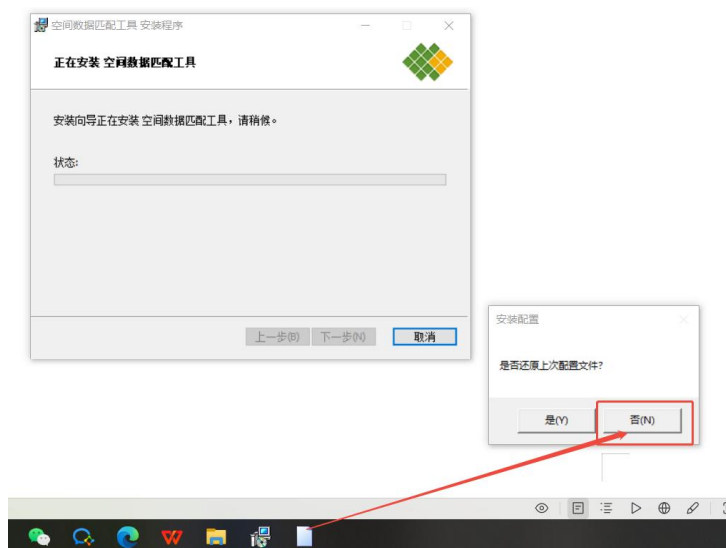 空间数据匹配工具 安装程序
正在安装 空间数据匹配工具
安装向导正在安装 空间数据匹配工具，请稍候。
状态:
上一步(B)
下一步(N)
取消
安装配置
是否还原上次配置文件?
是(Y)
否(N)